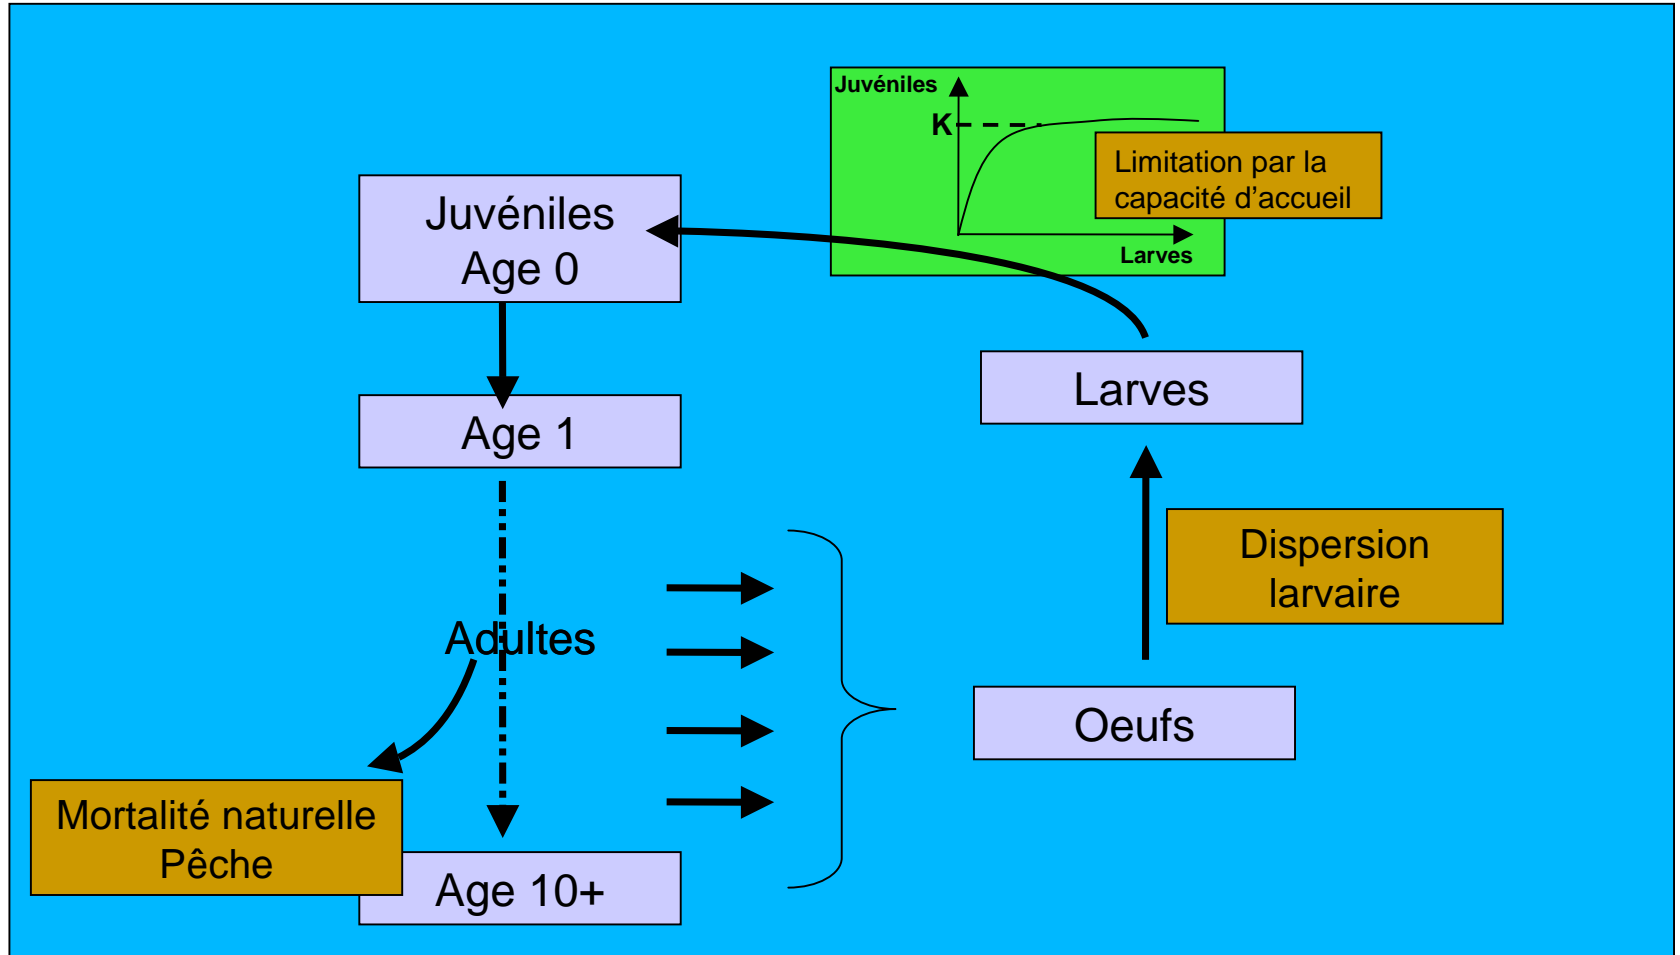 Juvéniles
K
Limitation par la
capacité d'accueil
Larves
Juvéniles
Age 0
Larves
Age 1
Dispersion
larvaire
Adultes
Oeufs
Mortalité naturelle
Pêche
Age 10+